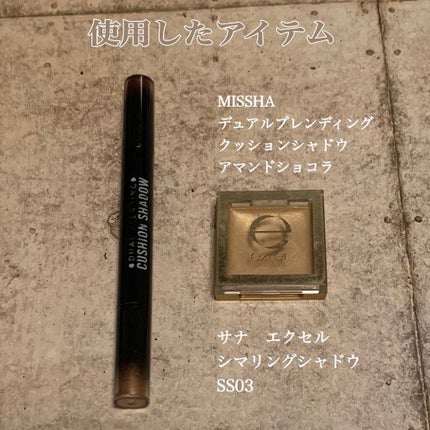 使用したアイテム
MISSHA
デュアルブレンディング
クッションシャドウ
アマンドショコラ
CUSHION SHADOW
e
excel
サナ エクセル
シマリングシャドウ
SS03